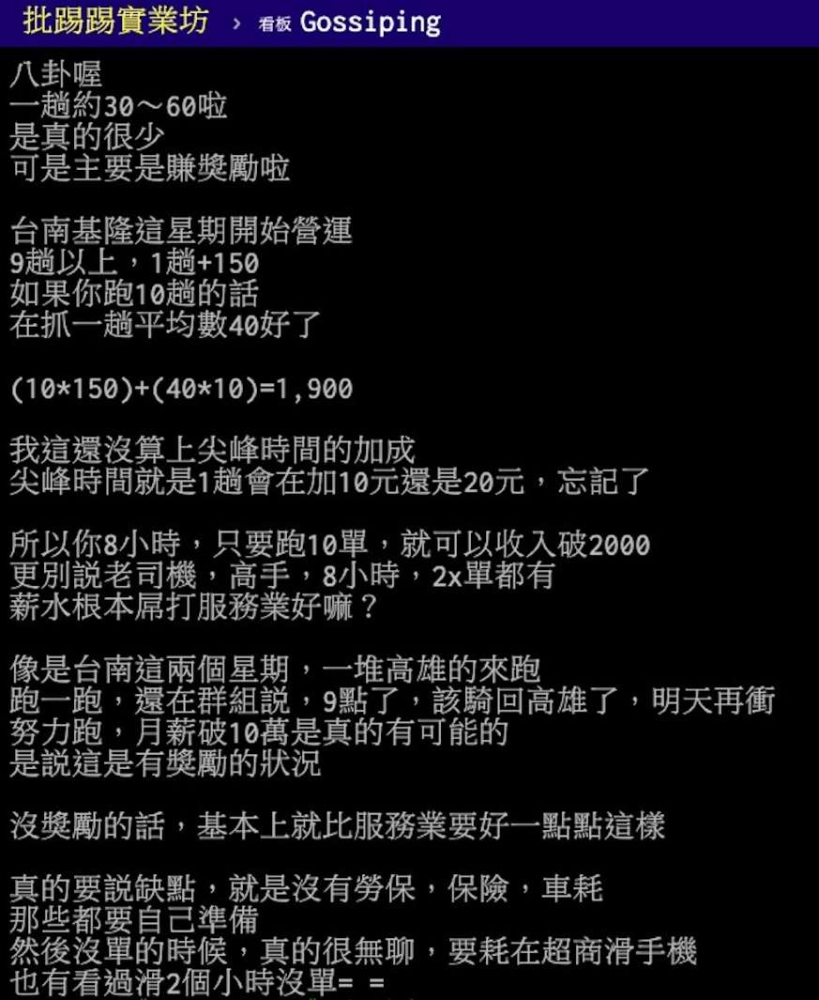 批踢踢實業坊 › 看板 Gossiping
八卦喔
一趟約30～60啦
是真的很少
可是主要是賺獎勵啦
台南基隆這星期開始營運
9趟以上，1趟+150
如果你跑10趟的話
在抓一趟平均數40好了
(10*150)+(40*10)=1,900
我這還沒算上尖峰時間的加成
尖峰時間就是1趟會在加10元還是20元，忘記了
所以你8小時，只要跑10單，就可以收入破2000
更別說老司機，高手，8小時，2x單都有
薪水根本屌打服務業好嘛？
像是台南這兩個星期，一堆高雄的來跑
跑一跑，還在群組說，9點了，該騎回高雄了，明天再衝
努力跑，月薪破10萬是真的有可能的
是說這是有獎勵的狀況
沒獎勵的話，基本上就比服務業要好一點點這樣
真的要說缺點，就是沒有勞保，保險，車耗
那些都要自己準備
然後沒單的時候，真的很無聊，要耗在超商滑手機
也有看過滑2個小時沒單= =